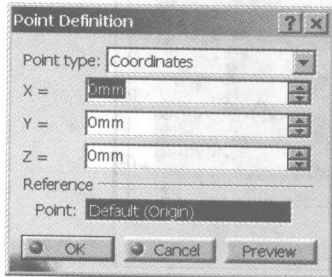 Point Definition ? ×
Point type: Coordinates
X = 0mm
Y = 0mm
Z = 0mm
Reference
Point: Default (Origin)
OK Cancel Preview